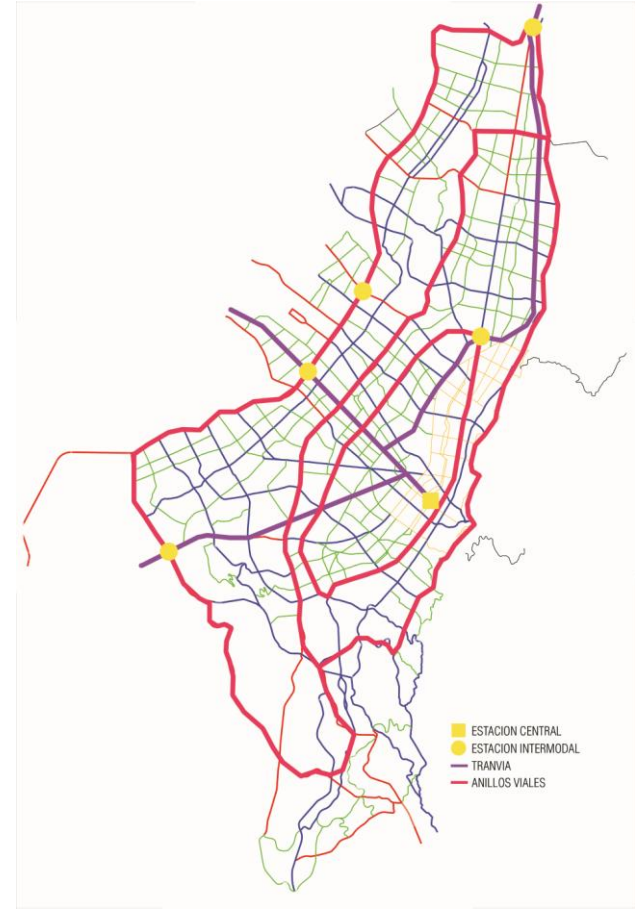 ESTACION CENTRAL
ESTACION INTERMODAL
TRANVIA
ANILLOS VIALES